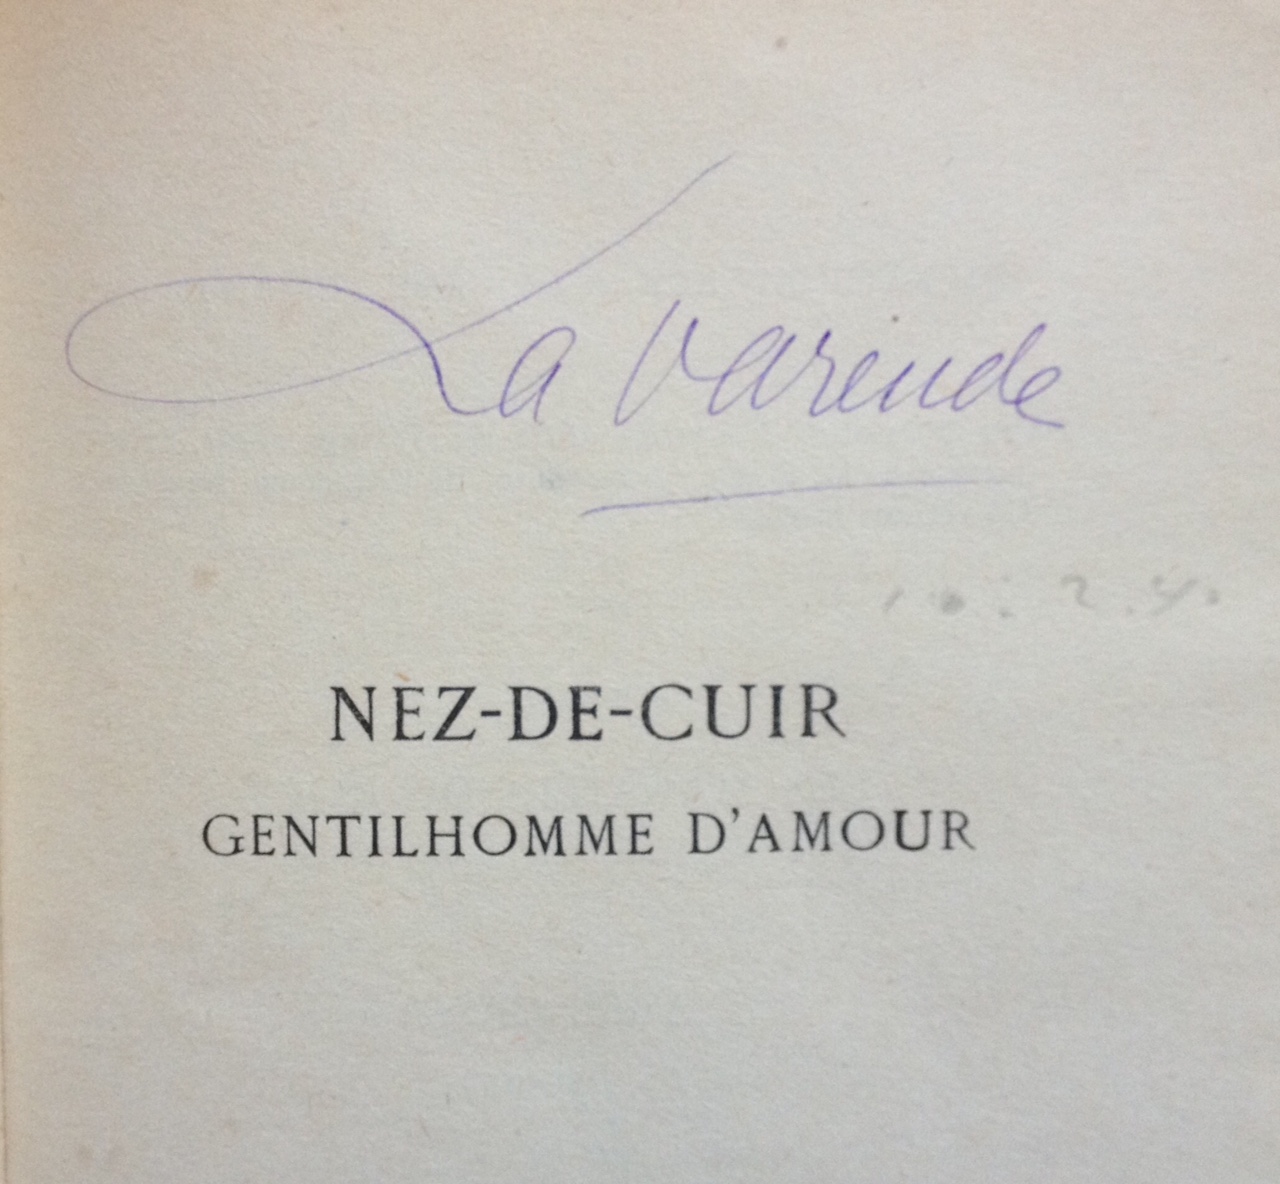 La Varende
NEZ-DE-CUIR
GENTILHOMME D'AMOUR